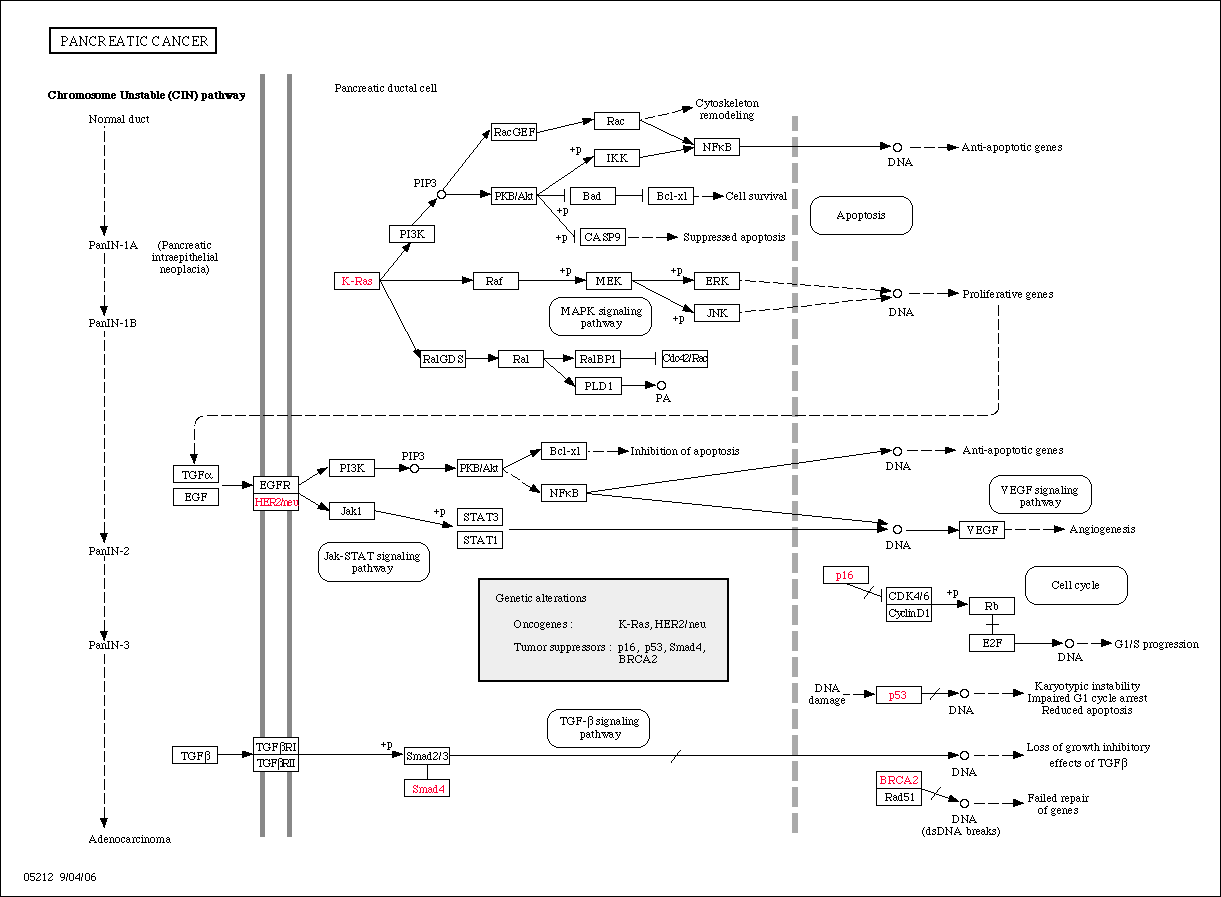 PANCREATIC CANCER
Chromosome Unstable (CIN) pathway
Pancreatic ductal cell
Normal duct
Cytoskeleton
remodeling
RacGEF
Rac
+p
IKK
NFκB
DNA
Anti-apoptotic genes
PIP3
PKB/Akt
Bad
Bcl-xl
Cell survival
+p
Apoptosis
PI3K
+p
CASP9
Suppressed apoptosis
PanIN-1A
(Pancreatic
intraepithelial
neoplacia)
K-Ras
Raf
+p
MEK
+p
ERK
DNA
Proliferative genes
MAPK signaling
pathway
+p
JNK
PanIN-1B
RalGDS
Ral
RalBP1
Cdc42/Rac
PLD1
PA
TGFα
EGF
EGFR
HER2/neu
PI3K
PIP3
PKB/Akt
Bcl-xl
Inhibition of apoptosis
NFκB
DNA
Anti-apoptotic genes
VEGF signaling
pathway
Jak1
+p
STAT3
STAT1
DNA
VEGF
Angiogenesis
PanIN-2
Jak-STAT signaling
pathway
p16
CDK4/6
CyclinD1
+p
Rb
Cell cycle
E2F
DNA
G1/S progression
Genetic alterations
Oncogenes : K-Ras, HER2/neu
Tumor suppressors : p16, p53, Smad4,
BRCA2
PanIN-3
DNA
damage
p53
DNA
Karyotypic instability
Impaired G1 cycle arrest
Reduced apoptosis
TGF-β signaling
pathway
TGFβ
TGFβRI
TGFβRII
+p
Smad2/3
Smad4
DNA
Loss of growth inhibitory
effects of TGFβ
BRCA2
Rad51
DNA
(dsDNA breaks)
Failed repair
of genes
Adenocarcinoma
05212 9/04/06